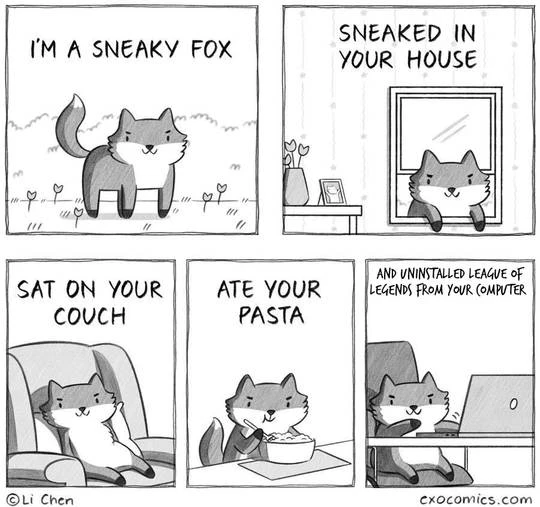 I'M A SNEAKY FOX
SNEAKED IN
YOUR HOUSE
SAT ON YOUR
COUCH
ATE YOUR
PASTA
AND UNINSTALLED LEAGUE OF
LEGENDS FROM YOUR COMPUTER
©Li Chen
exocomics.com